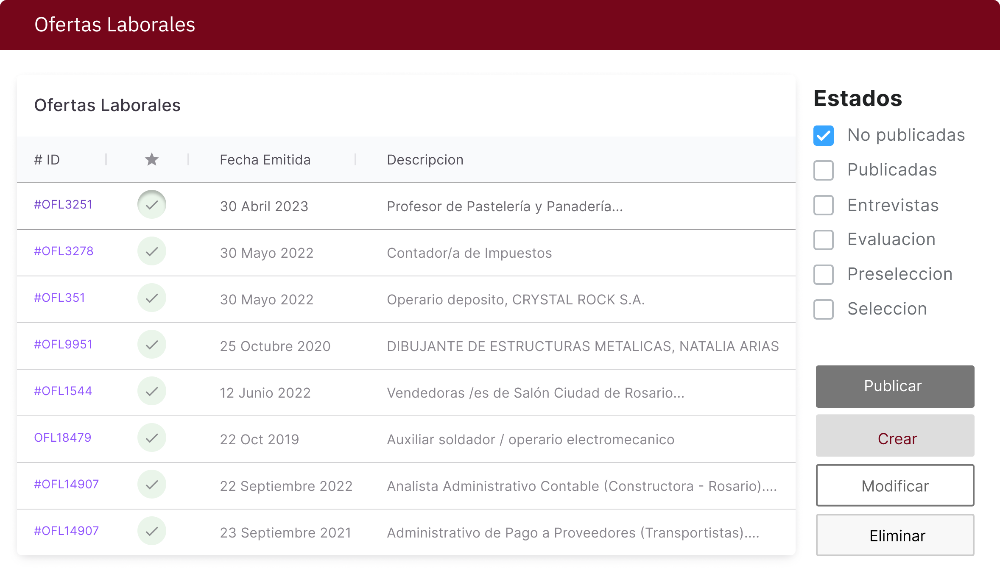 Ofertas Laborales
Ofertas Laborales
# ID Fecha Emitida Descripcion
#OFL3251 30 Abril 2023 Profesor de Pastelería y Panadería...
#OFL3278 30 Mayo 2022 Contador/a de Impuestos
#OFL351 30 Mayo 2022 Operario deposito, CRYSTAL ROCK S.A.
#OFL9951 25 Octubre 2020 DIBUJANTE DE ESTRUCTURAS METALICAS, NATALIA ARIAS
#OFL1544 12 Junio 2022 Vendedoras /es de Salón Ciudad de Rosario...
OFL18479 22 Oct 2019 Auxiliar soldador / operario electromecanico
#OFL14907 22 Septiembre 2022 Analista Administrativo Contable (Constructora - Rosario)....
#OFL14907 23 Septiembre 2021 Administrativo de Pago a Proveedores (Transportistas)....
Estados
No publicadas
Publicadas
Entrevistas
Evaluacion
Preseleccion
Seleccion
Publicar
Crear
Modificar
Eliminar